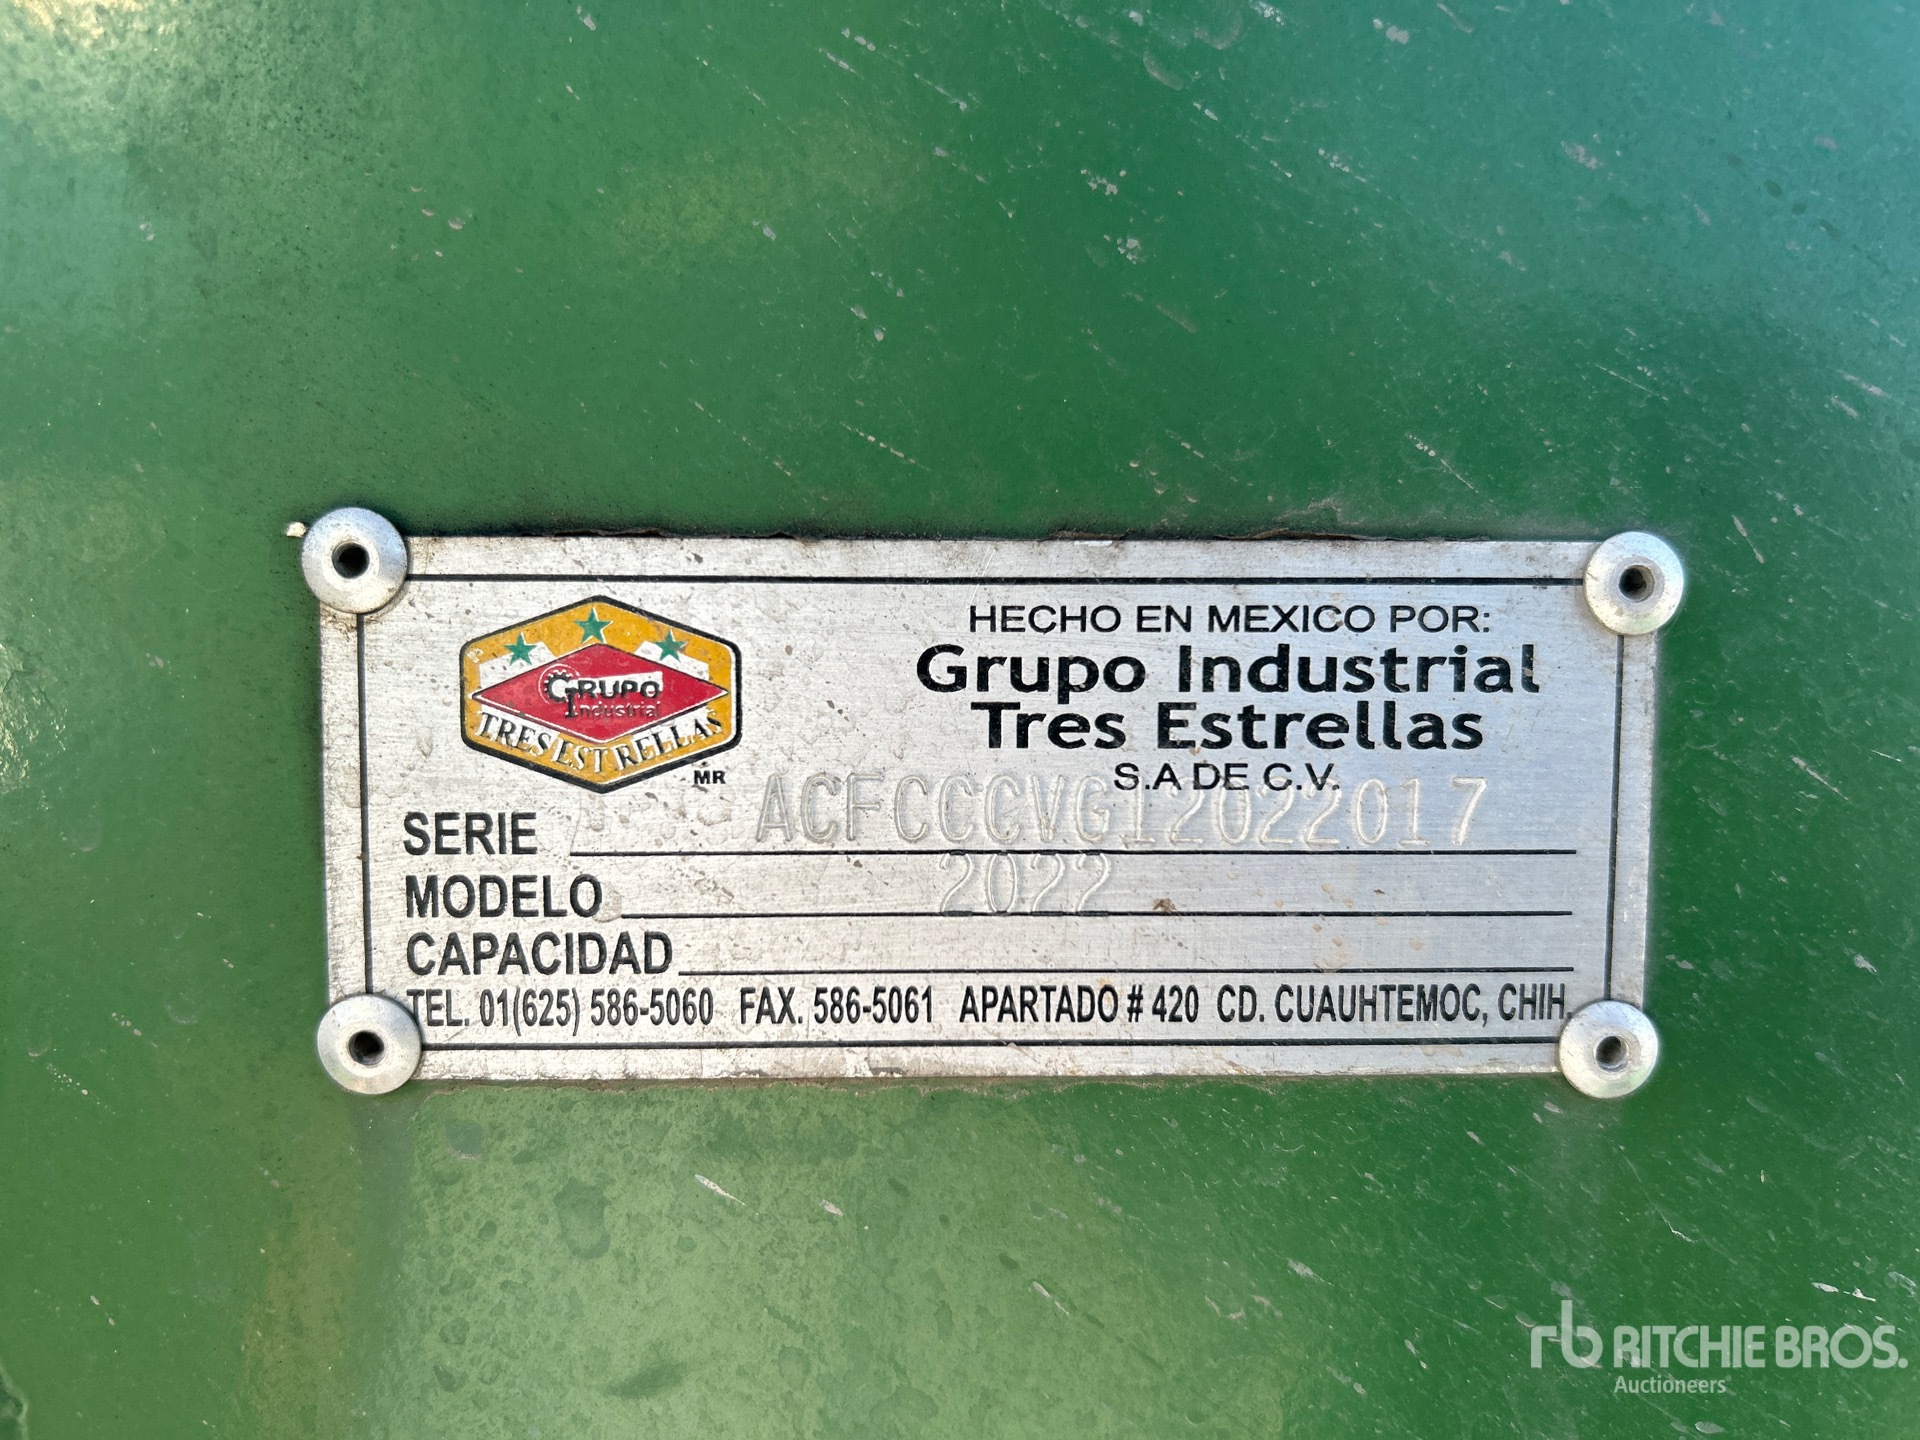 HECHO EN MEXICO POR:
Grupo Industrial
Tres Estrellas
S.A DE C.V.
GRUPO
Industrial
TRES ESTRELLAS
MR
SERIE ACFCCCVG12022017
MODELO 2022
CAPACIDAD
TEL. 01(625) 586-5060 FAX. 586-5061 APARTADO # 420 CD. CUAUHTEMOC, CHIH.
rb RITCHIE BROS.
Auctioneers